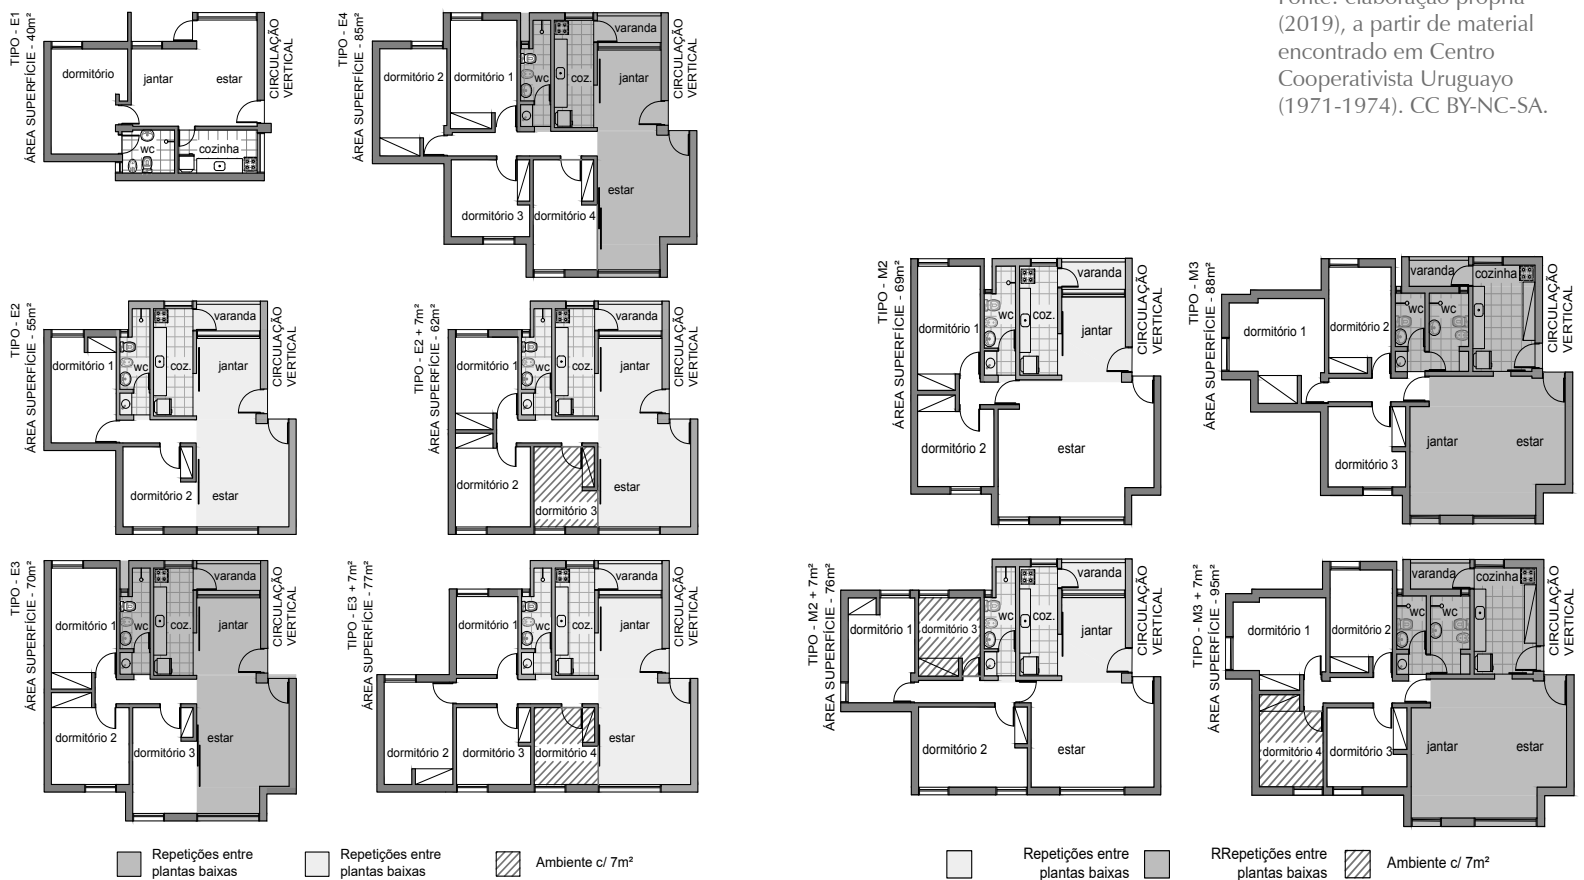 Fonte: elaboração própria
(2019), a partir de material
encontrado em Centro
Cooperativista Uruguayo
(1971-1974). CC BY-NC-SA.
TIPO - E1
ÁREA SUPERFÍCIE - 40m²
dormitório
jantar
estar
wc
cozinha
CIRCULAÇÃO
VERTICAL
TIPO - E4
ÁREA SUPERFÍCIE - 85m²
dormitório 2
dormitório 1
wc
coz.
varanda
jantar
dormitório 3
dormitório 4
estar
CIRCULAÇÃO
VERTICAL
TIPO - E2
ÁREA SUPERFÍCIE - 55m²
dormitório 1
wc
coz.
varanda
jantar
dormitório 2
estar
CIRCULAÇÃO
VERTICAL
TIPO - E2 + 7m²
ÁREA SUPERFÍCIE - 62m²
dormitório 1
wc
coz.
varanda
jantar
dormitório 2
dormitório 3
estar
CIRCULAÇÃO
VERTICAL
TIPO - M2
ÁREA SUPERFÍCIE - 69m²
dormitório 1
wc
coz.
varanda
jantar
dormitório 2
estar
CIRCULAÇÃO
VERTICAL
TIPO - M3
ÁREA SUPERFÍCIE - 88m²
dormitório 1
dormitório 2
varanda
cozinha
wc
wc
dormitório 3
jantar
estar
CIRCULAÇÃO
VERTICAL
TIPO - E3
ÁREA SUPERFÍCIE - 70m²
dormitório 1
wc
coz.
varanda
jantar
dormitório 2
dormitório 3
estar
CIRCULAÇÃO
VERTICAL
TIPO - E3 + 7m²
ÁREA SUPERFÍCIE - 77m²
dormitório 1
wc
coz.
varanda
jantar
dormitório 2
dormitório 3
dormitório 4
estar
CIRCULAÇÃO
VERTICAL
TIPO - M2 + 7m²
ÁREA SUPERFÍCIE - 76m²
dormitório 1
dormitório 3
wc
coz.
varanda
jantar
dormitório 2
estar
CIRCULAÇÃO
VERTICAL
TIPO - M3 + 7m²
ÁREA SUPERFÍCIE - 95m²
dormitório 1
dormitório 2
varanda
cozinha
wc
wc
dormitório 4
dormitório 3
jantar
estar
CIRCULAÇÃO
VERTICAL
Repetições entre
plantas baixas
Repetições entre
plantas baixas
Ambiente c/ 7m²
Repetições entre
plantas baixas
RRepetições entre
plantas baixas
Ambiente c/ 7m²